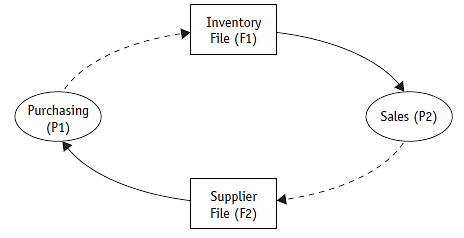 Inventory
File (F1)
Purchasing
(P1)
Sales (P2)
Supplier
File (F2)